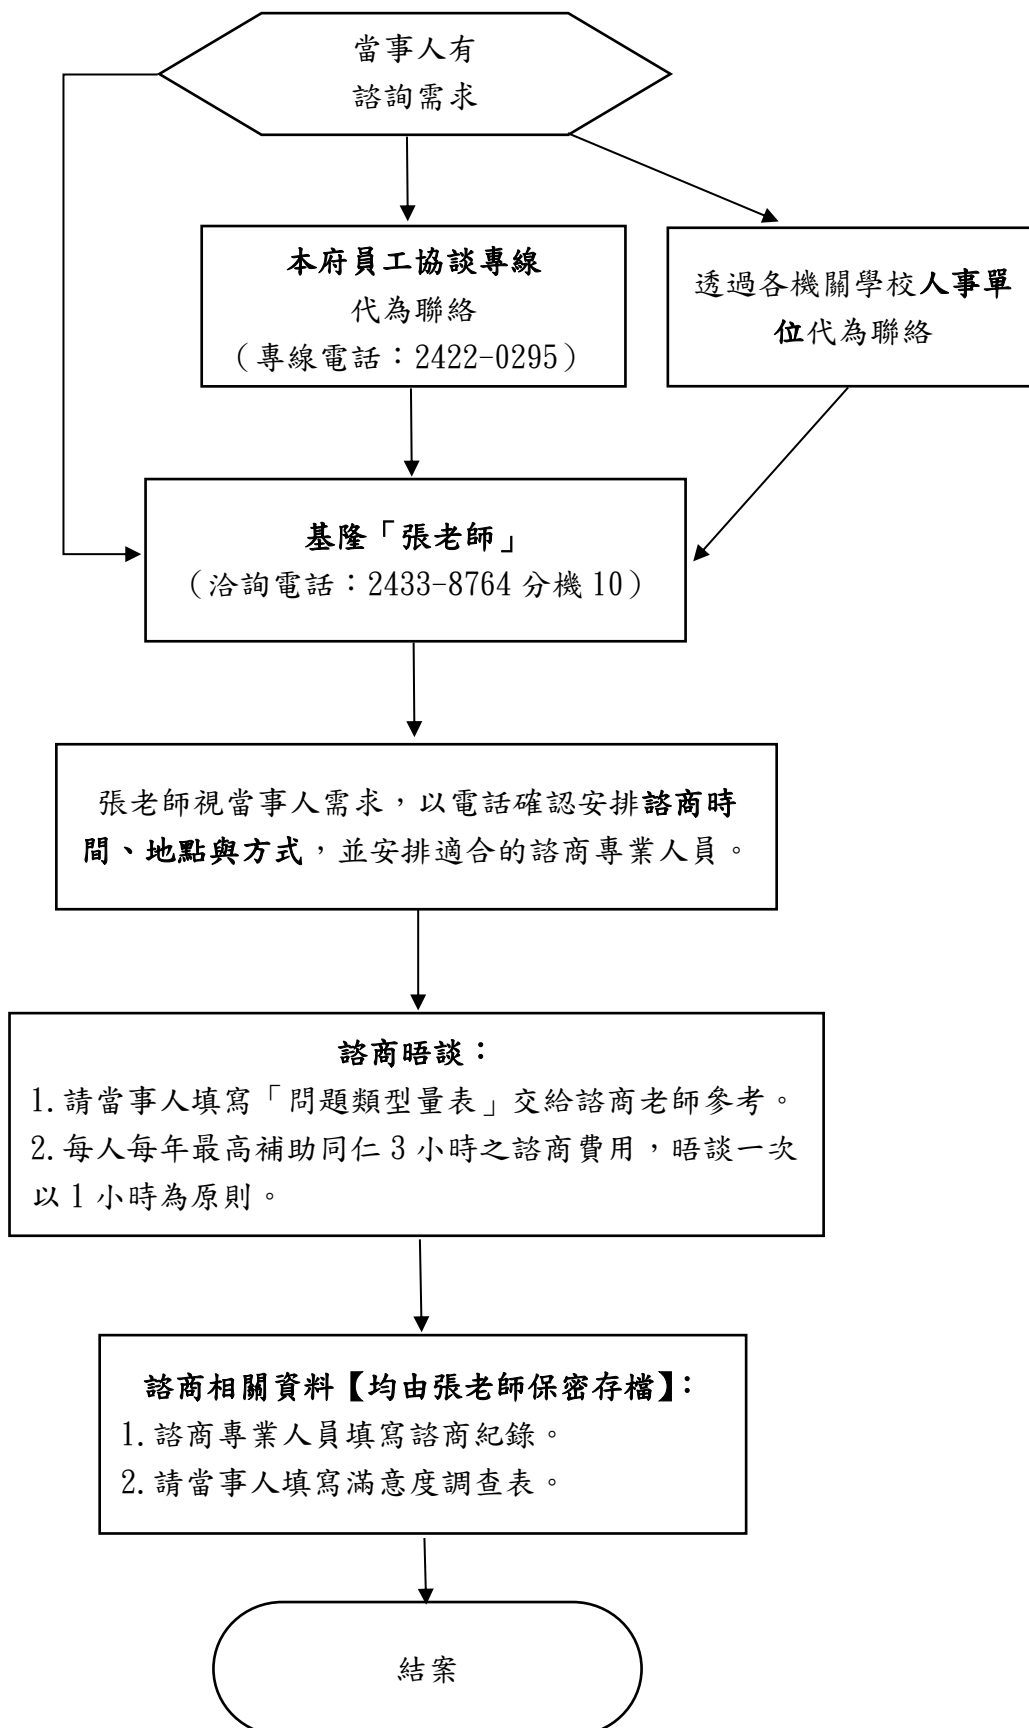 當事人有
諮詢需求
本府員工協談專線
代為聯絡
（專線電話：2422-0295）
透過各機關學校人事單
位代為聯絡
基隆「張老師」
（洽詢電話：2433-8764 分機 10）
張老師視當事人需求，以電話確認安排諮商時
間、地點與方式，並安排適合的諮商專業人員。
諮商晤談：
1.請當事人填寫「問題類型量表」交給諮商老師參考。
2.每人每年最高補助同仁 3 小時之諮商費用，晤談一次
以 1 小時為原則。
諮商相關資料【均由張老師保密存檔】：
1.諮商專業人員填寫諮商紀錄。
2.請當事人填寫滿意度調查表。
結案